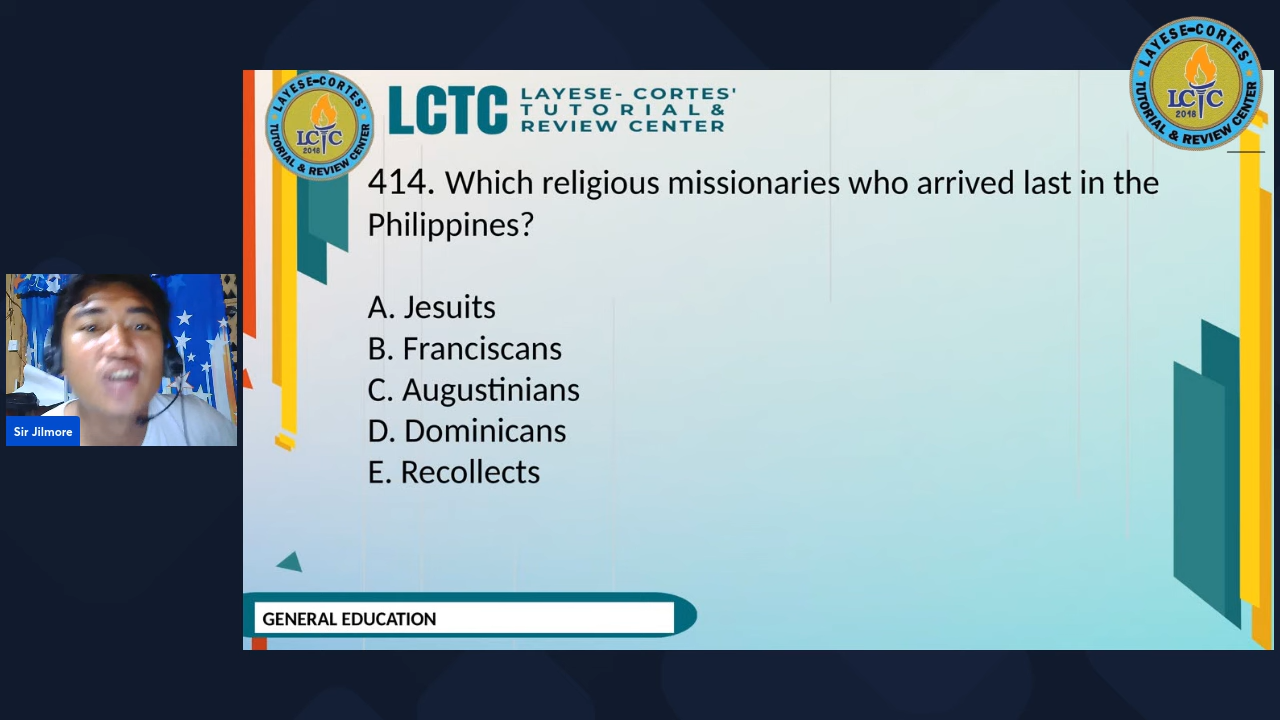 LAYESE-CORTES'
TUTORIAL & REVIEW CENTER
LCTC
2018
LCTC
LAYESE- CORTES'
TUTORIAL &
REVIEW CENTER
LAYESE-CORTES'
TUTORIAL & REVIEW CENTER
LCTC
2018
414. Which religious missionaries who arrived last in the
Philippines?
A. Jesuits
B. Franciscans
C. Augustinians
D. Dominicans
E. Recollects
Sir Jilmore
GENERAL EDUCATION